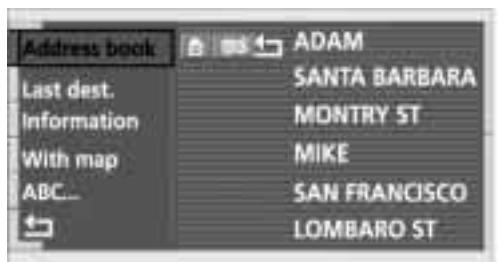 Address book
Last dest.
Information
With map
ABC...
ADAM
SANTA BARBARA
MONTRY ST
MIKE
SAN FRANCISCO
LOMBARO ST